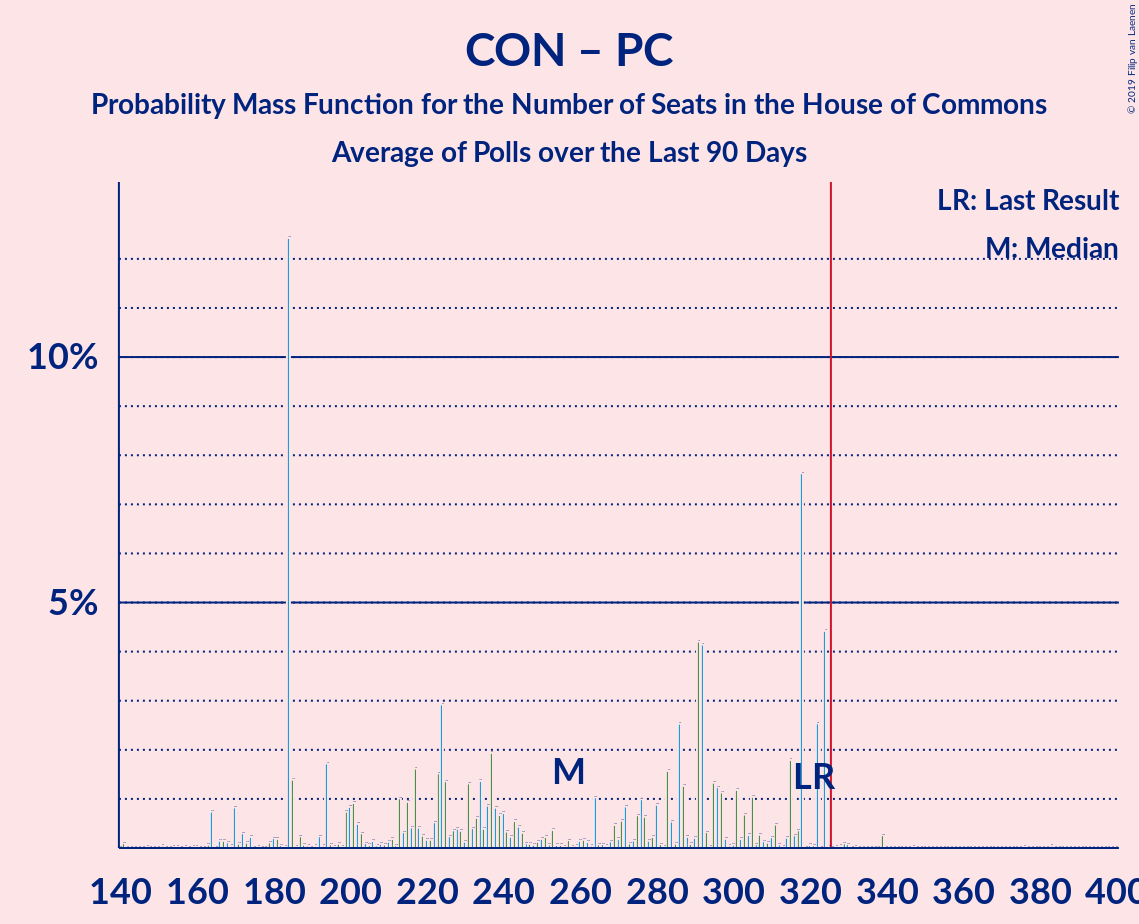 CON – PC
Probability Mass Function for the Number of Seats in the House of Commons
Average of Polls over the Last 90 Days
© 2019 Filip van Laenen
LR: Last Result
M: Median
10%
5%
M
LR
140 160 180 200 220 240 260 280 300 320 340 360 380 400